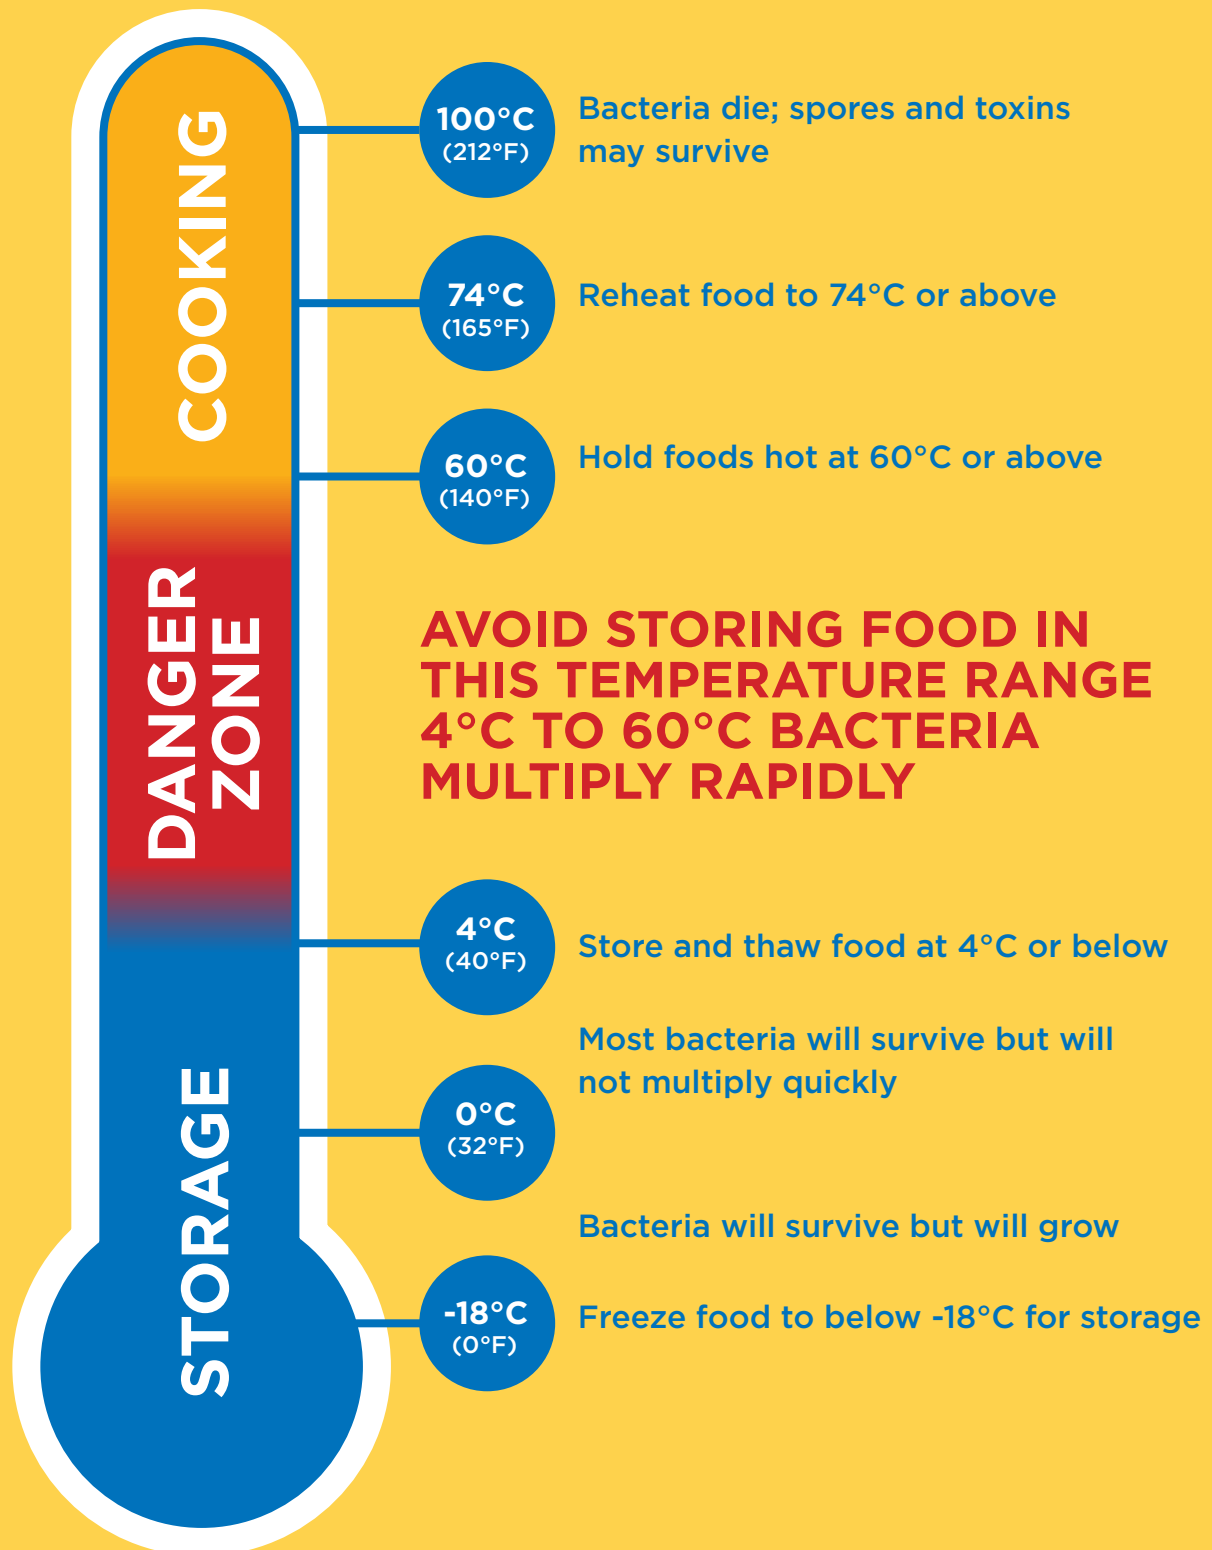 COOKING
100°C
(212°F)
Bacteria die; spores and toxins
may survive
74°C
(165°F)
Reheat food to 74°C or above
60°C
(140°F)
Hold foods hot at 60°C or above
DANGER
ZONE
AVOID STORING FOOD IN
THIS TEMPERATURE RANGE
4°C TO 60°C BACTERIA
MULTIPLY RAPIDLY
4°C
(40°F)
Store and thaw food at 4°C or below
Most bacteria will survive but will
not multiply quickly
STORAGE
0°C
(32°F)
Bacteria will survive but will grow
-18°C
(0°F)
Freeze food to below -18°C for storage